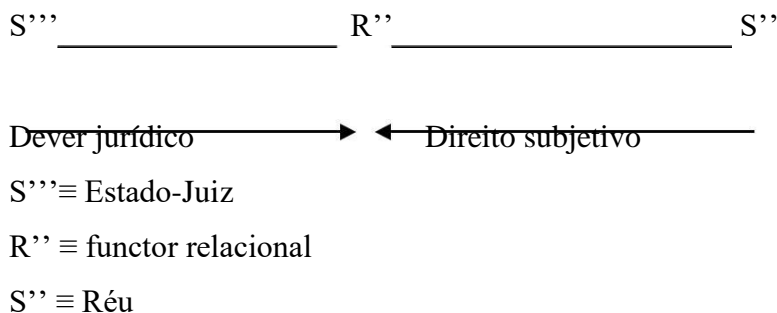 S’’’ R’’ S’’
Dever jurídico Direito subjetivo
S’’’≡ Estado-Juiz
R’’ ≡ functor relacional
S’’ ≡ Réu